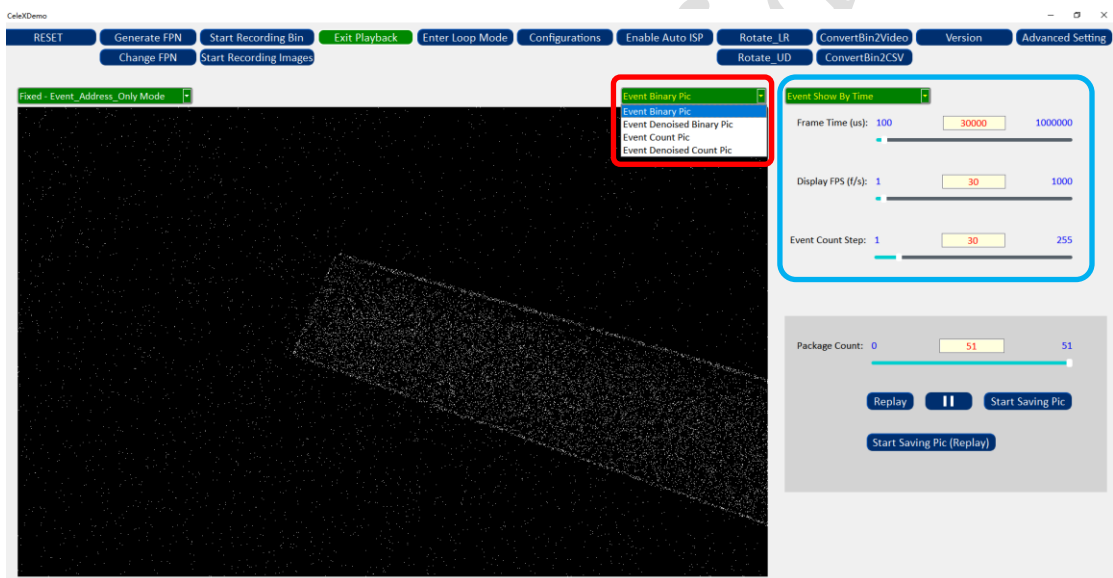 CeleXDemo
RESET Generate FPN Start Recording Bin Exit Playback Enter Loop Mode Configurations Enable Auto ISP Rotate_LR ConvertBin2Video Version Advanced Setting
Change FPN Start Recording Images Rotate_UD ConvertBin2CSV
Fixed - Event_Address_Only Mode Event Binary Pic Event Show By Time
Event Binary Pic
Event Denoised Binary Pic
Event Count Pic
Event Denoised Count Pic
Frame Time (us): 100 30000 1000000
Display FPS (f/s): 1 30 1000
Event Count Step: 1 30 255
Package Count: 0 51 51
Replay Start Saving Pic
Start Saving Pic (Replay)